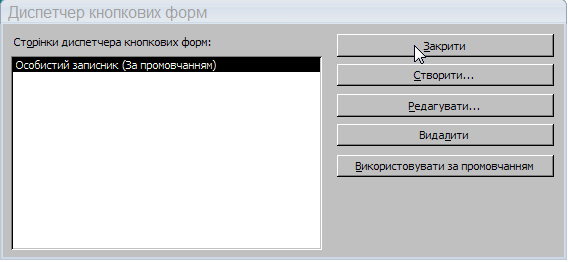 Диспетчер кнопкових форм
Сторінки диспетчера кнопкових форм:
Особистий записник (За промовчанням)
Закрити
Створити...
Редагувати...
Видалити
Використовувати за промовчанням